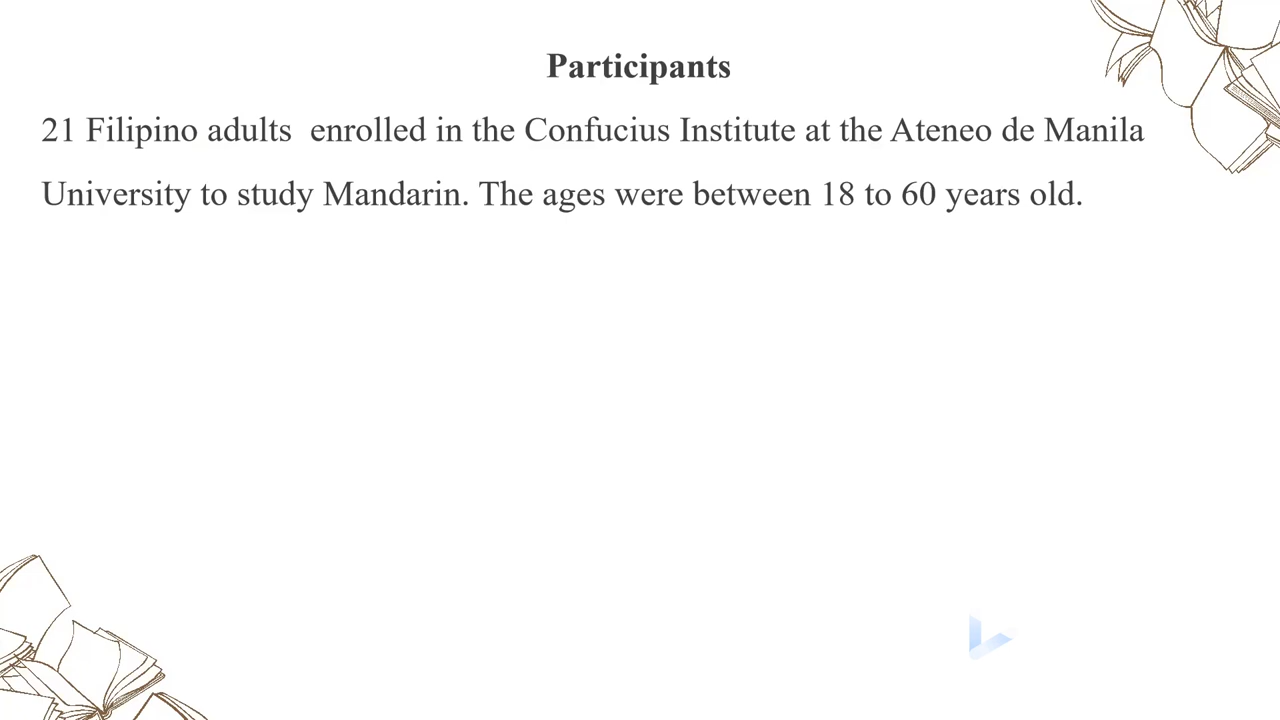 Participants
21 Filipino adults  enrolled in the Confucius Institute at the Ateneo de Manila
University to study Mandarin. The ages were between 18 to 60 years old.